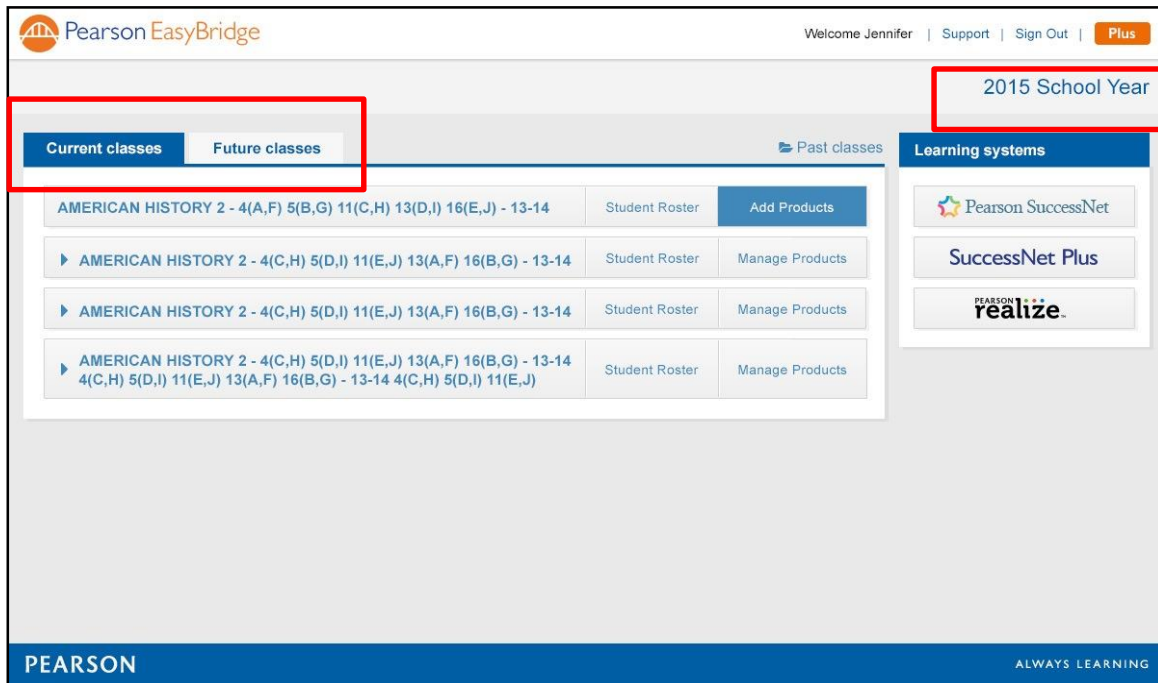 Pearson EasyBridge
Welcome Jennifer | Support | Sign Out | Plus
2015 School Year
Current classes
Future classes
Past classes
Learning systems
AMERICAN HISTORY 2 - 4(A,F) 5(B,G) 11(C,H) 13(D,I) 16(E,J) - 13-14
Student Roster
Add Products
AMERICAN HISTORY 2 - 4(C,H) 5(D,I) 11(E,J) 13(A,F) 16(B,G) - 13-14
Student Roster
Manage Products
AMERICAN HISTORY 2 - 4(C,H) 5(D,I) 11(E,J) 13(A,F) 16(B,G) - 13-14
Student Roster
Manage Products
AMERICAN HISTORY 2 - 4(C,H) 5(D,I) 11(E,J) 13(A,F) 16(B,G) - 13-14
4(C,H) 5(D,I) 11(E,J) 13(A,F) 16(B,G) - 13-14 4(C,H) 5(D,I) 11(E,J)
Student Roster
Manage Products
Pearson SuccessNet
SuccessNet Plus
PEARSON
realize™
PEARSON
ALWAYS LEARNING